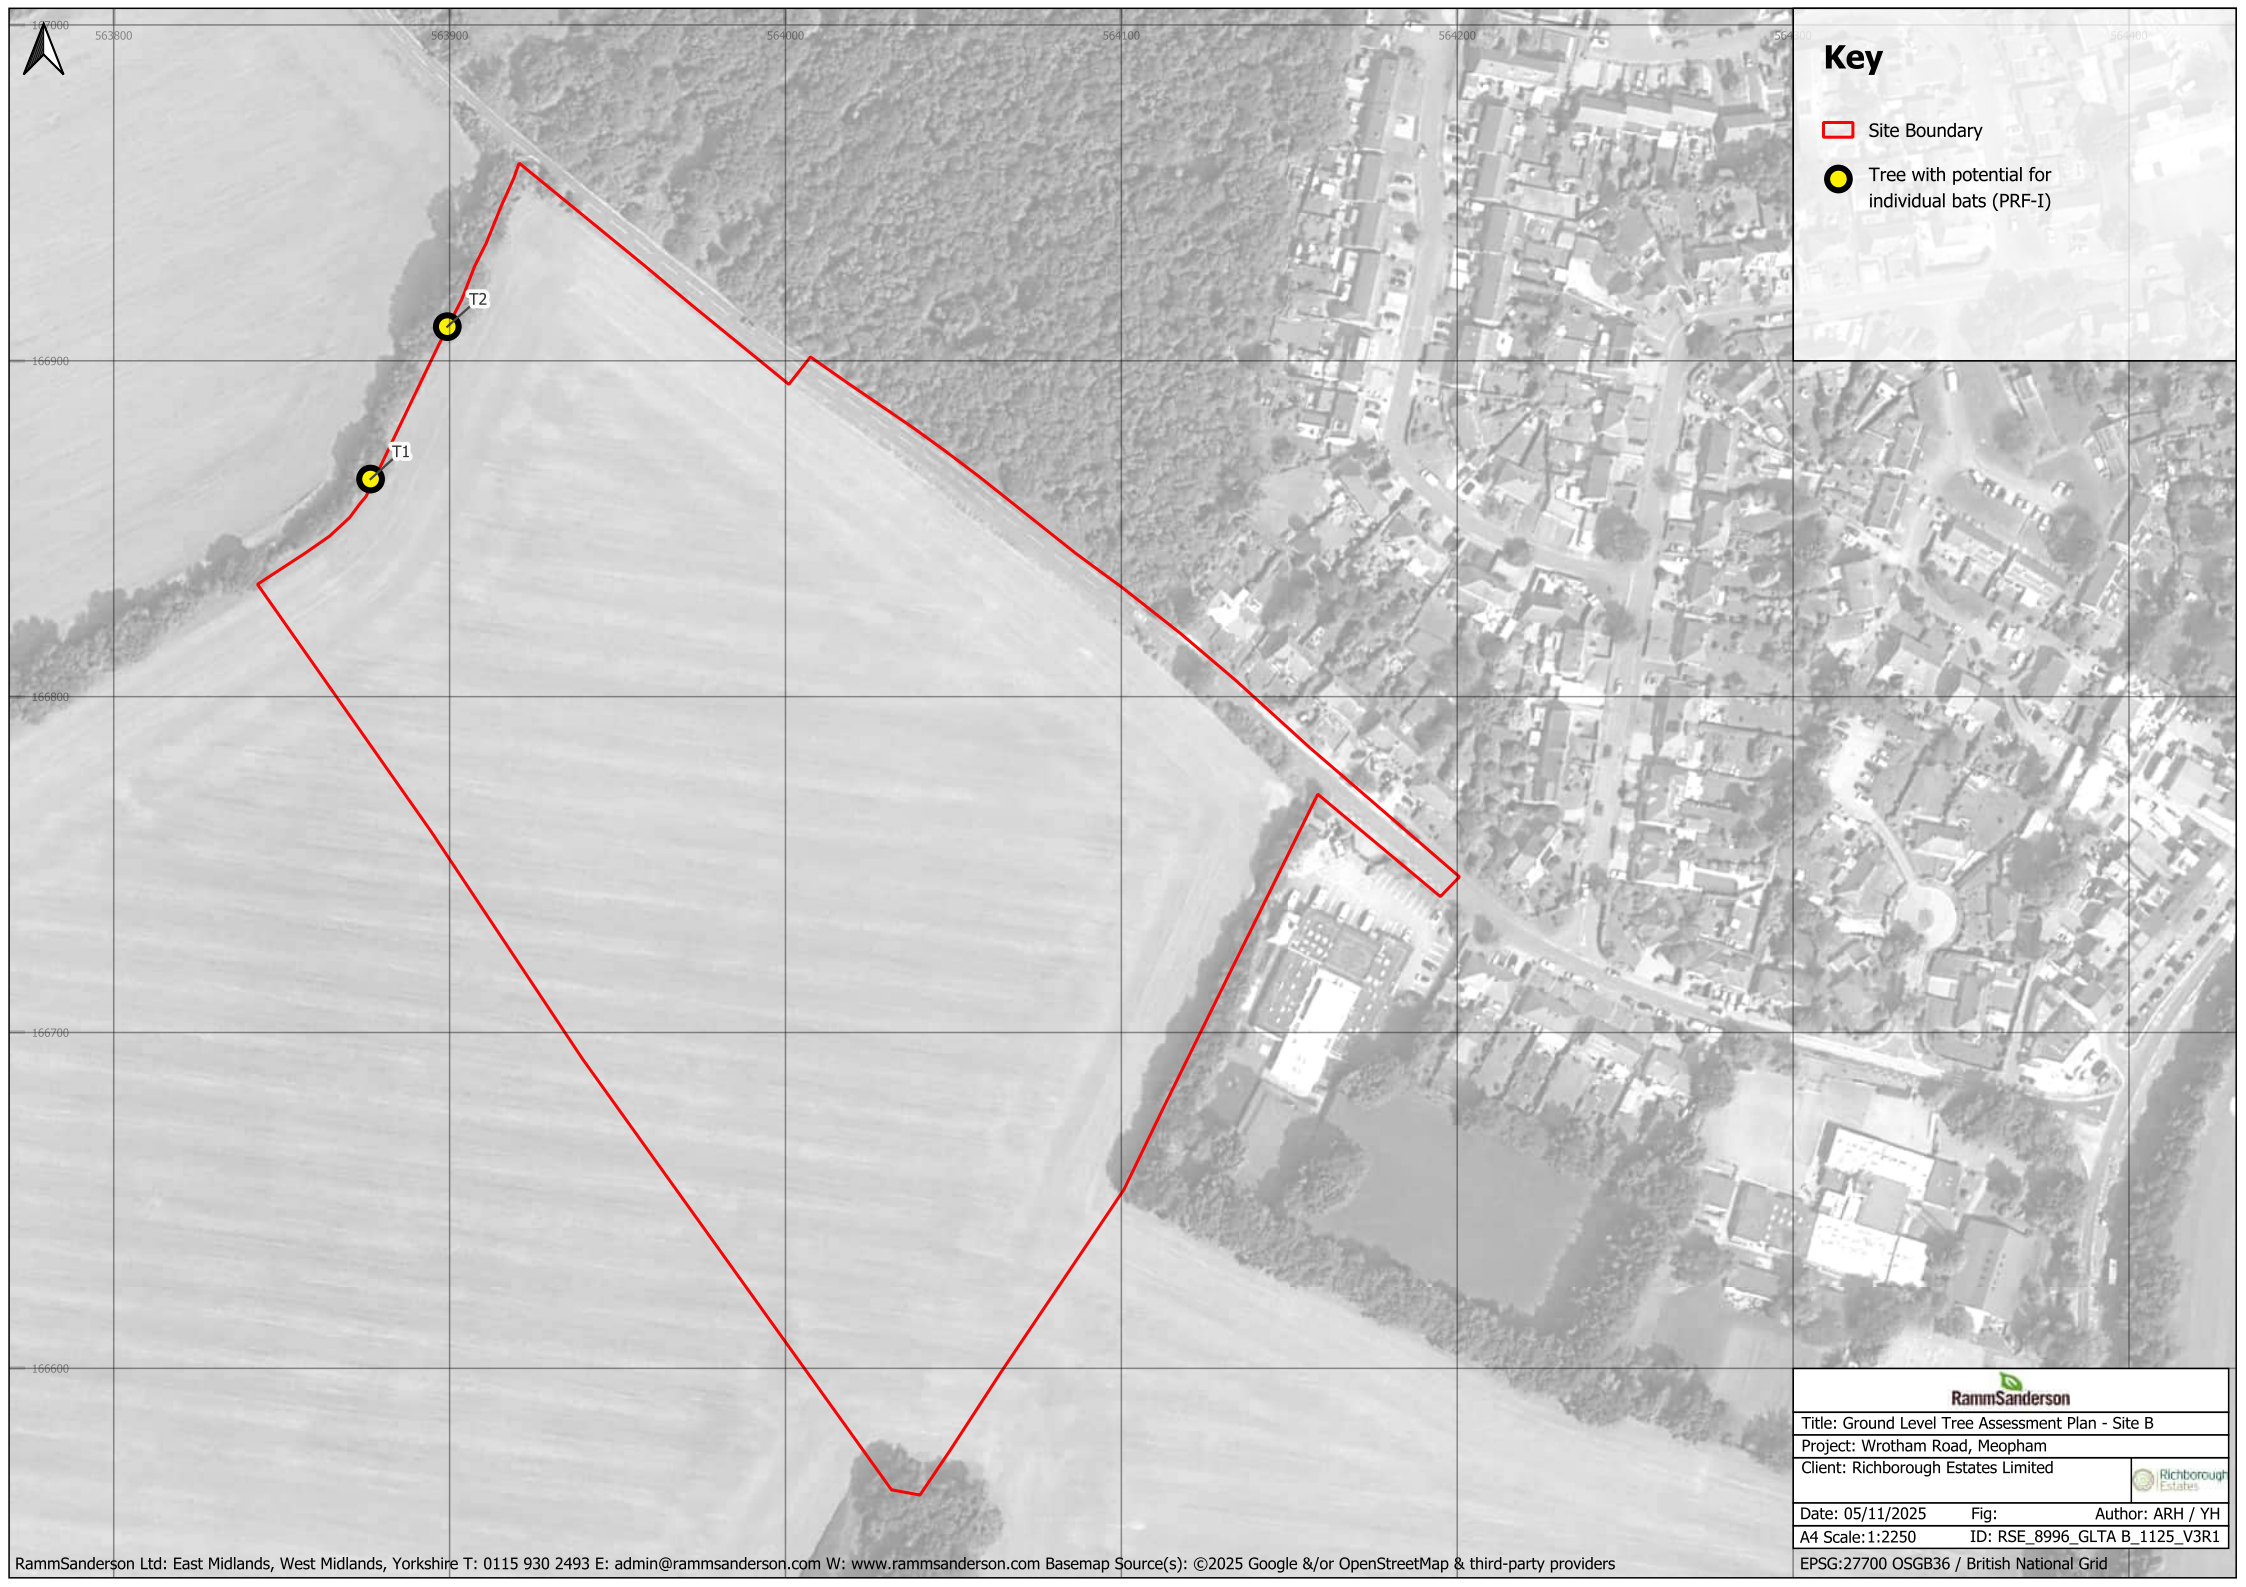 167000
563800
563900
564000
564100
564200
564300
564400
Key
Site Boundary
Tree with potential for
individual bats (PRF-I)
T2
166900
T1
166800
166700
166600
RammSanderson
Title: Ground Level Tree Assessment Plan - Site B
Project: Wrotham Road, Meopham
Client: Richborough Estates Limited
Richborough
Estates
Date: 05/11/2025 Fig: Author: ARH / YH
A4 Scale:1:2250 ID: RSE_8996_GLTA B_1125_V3R1
RammSanderson Ltd: East Midlands, West Midlands, Yorkshire T: 0115 930 2493 E: admin@rammsanderson.com W: www.rammsanderson.com Basemap Source(s): ©2025 Google &/or OpenStreetMap & third-party providers
EPSG:27700 OSGB36 / British National Grid